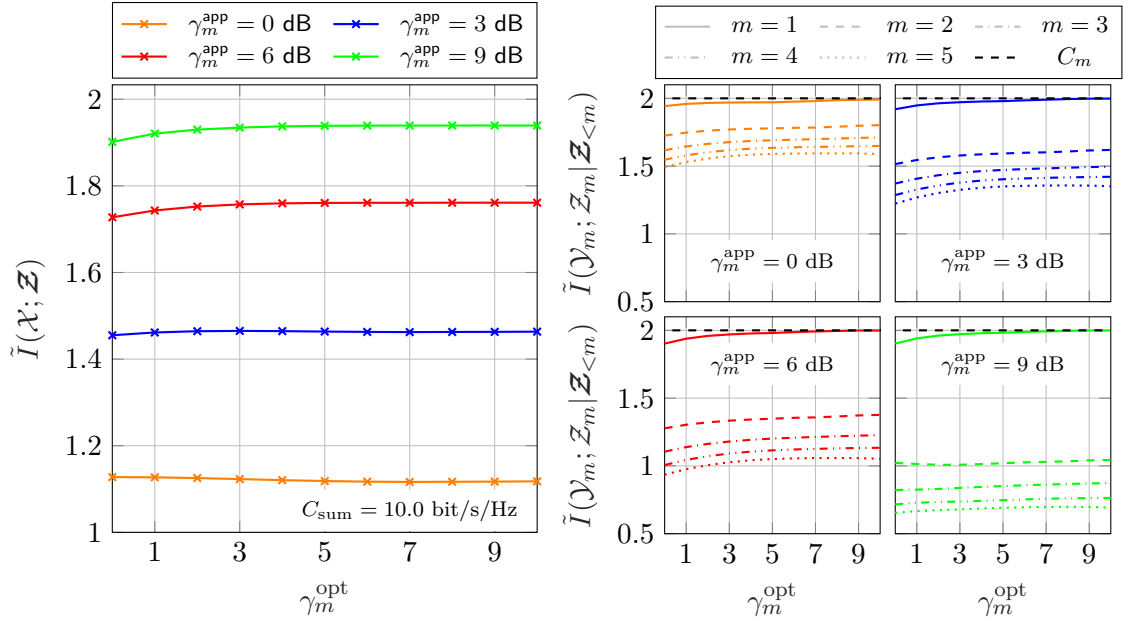 γ_m^app = 0 dB γ_m^app = 3 dB
γ_m^app = 6 dB γ_m^app = 9 dB
2
1.8
1.6
1.4
1.2
1
Ĩ(𝒳; 𝓩)
C_sum = 10.0 bit/s/Hz
1 3 5 7 9
γ_m^opt
m = 1 m = 2 m = 3
m = 4 m = 5 C_m
2
1.5
1
0.5
Ĩ(𝒴_m; 𝒵_m|𝓩_{<m})
γ_m^app = 0 dB
γ_m^app = 3 dB
2
1.5
1
0.5
Ĩ(𝒴_m; 𝒵_m|𝓩_{<m})
γ_m^app = 6 dB
γ_m^app = 9 dB
1 3 5 7 9
1 3 5 7 9
γ_m^opt
γ_m^opt